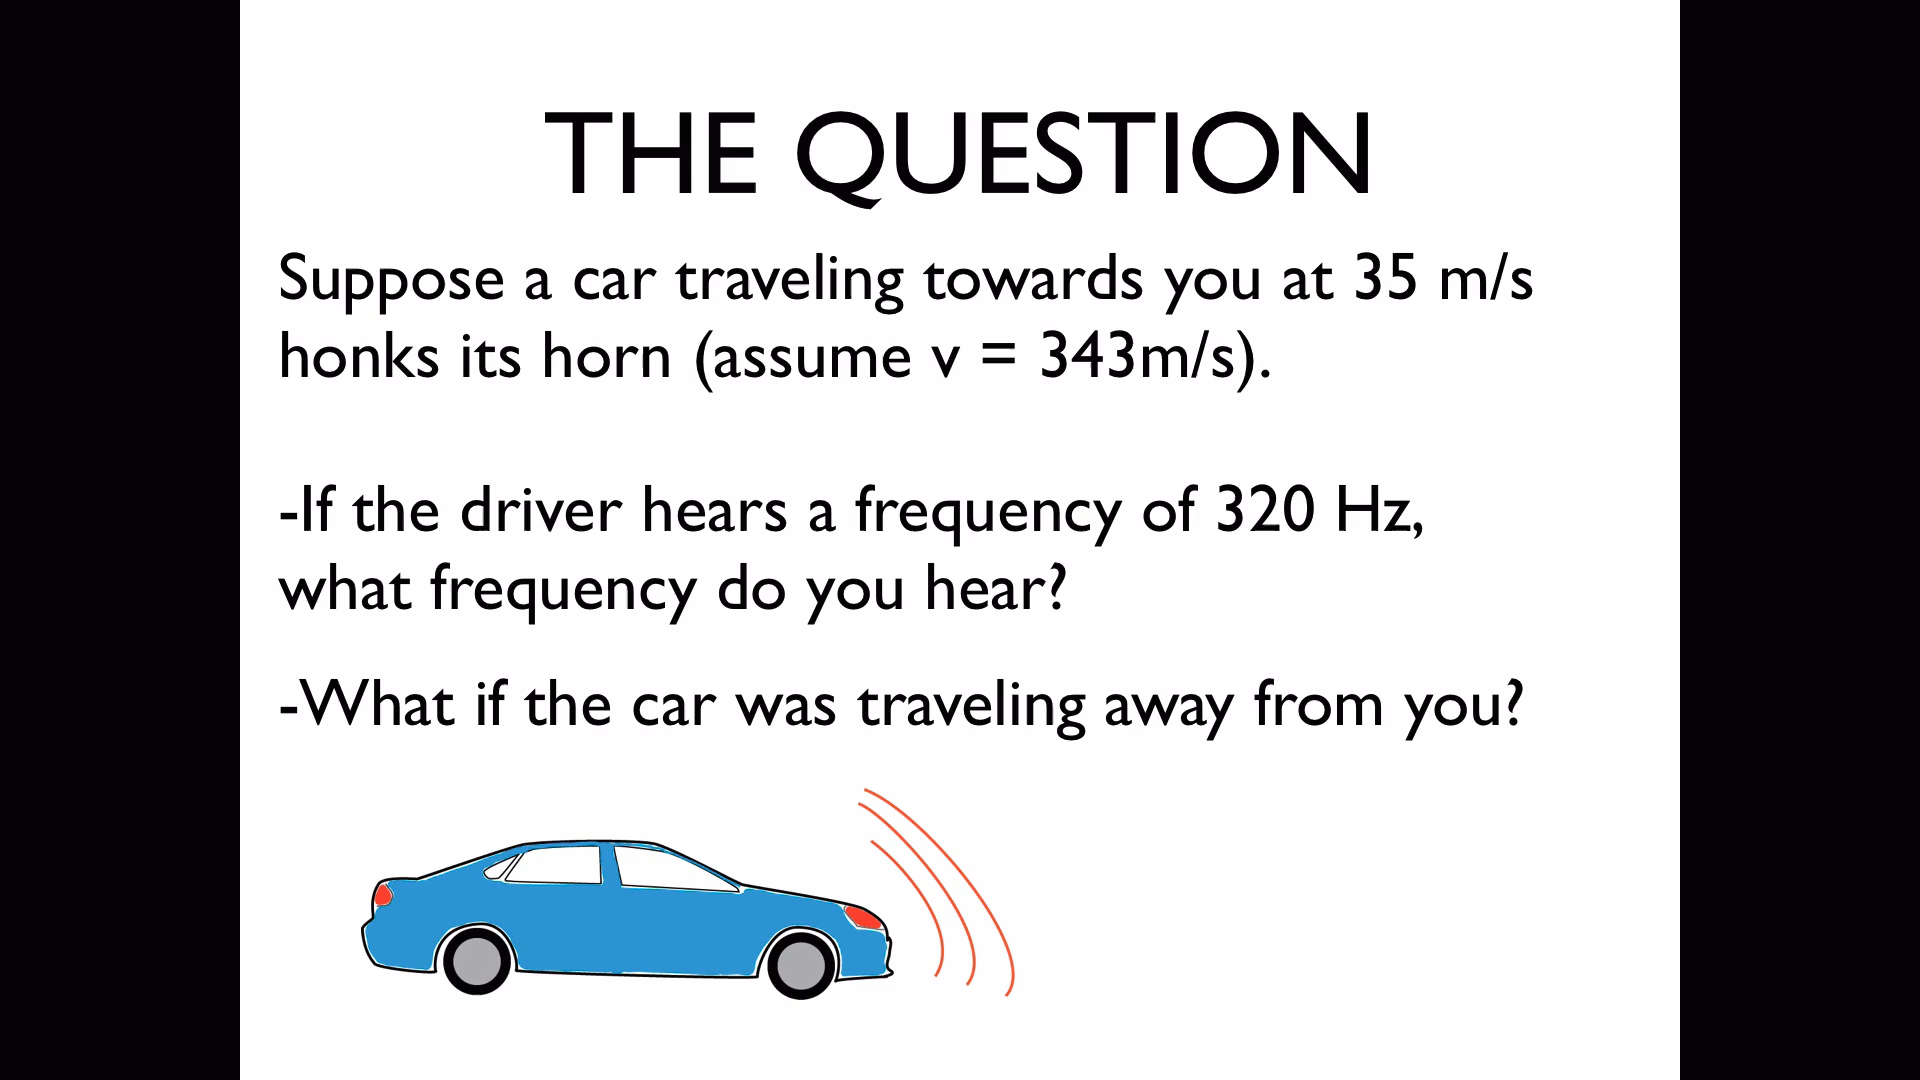 THE QUESTION
Suppose a car traveling towards you at 35 m/s
honks its horn (assume v = 343m/s).
-If the driver hears a frequency of 320 Hz,
what frequency do you hear?
-What if the car was traveling away from you?